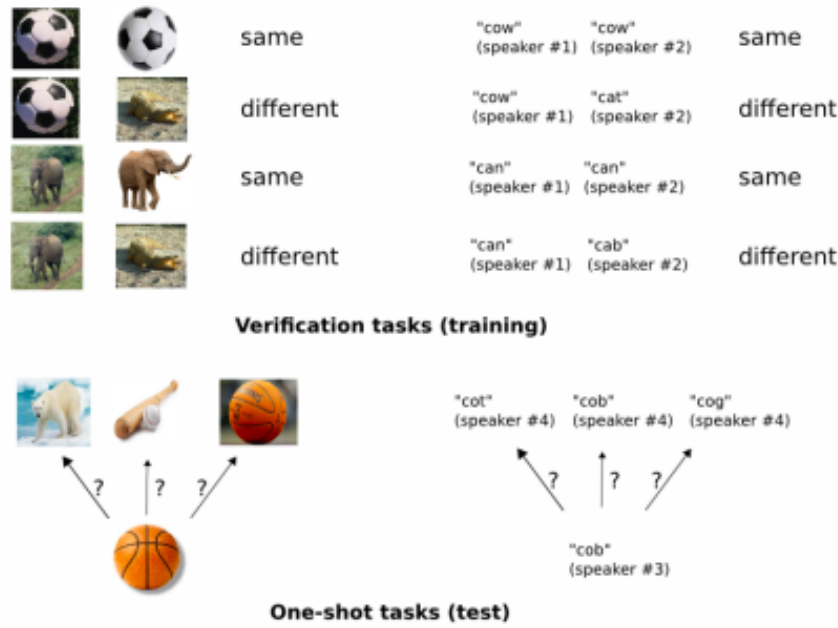 same "cow" "cow" same
(speaker #1) (speaker #2)
different "cow" "cat" different
(speaker #1) (speaker #2)
same "can" "can" same
(speaker #1) (speaker #2)
different "can" "cab" different
(speaker #1) (speaker #2)
Verification tasks (training)
"cot" "cob" "cog"
(speaker #4) (speaker #4) (speaker #4)
? ? ? ? ? ?
"cob"
(speaker #3)
One-shot tasks (test)